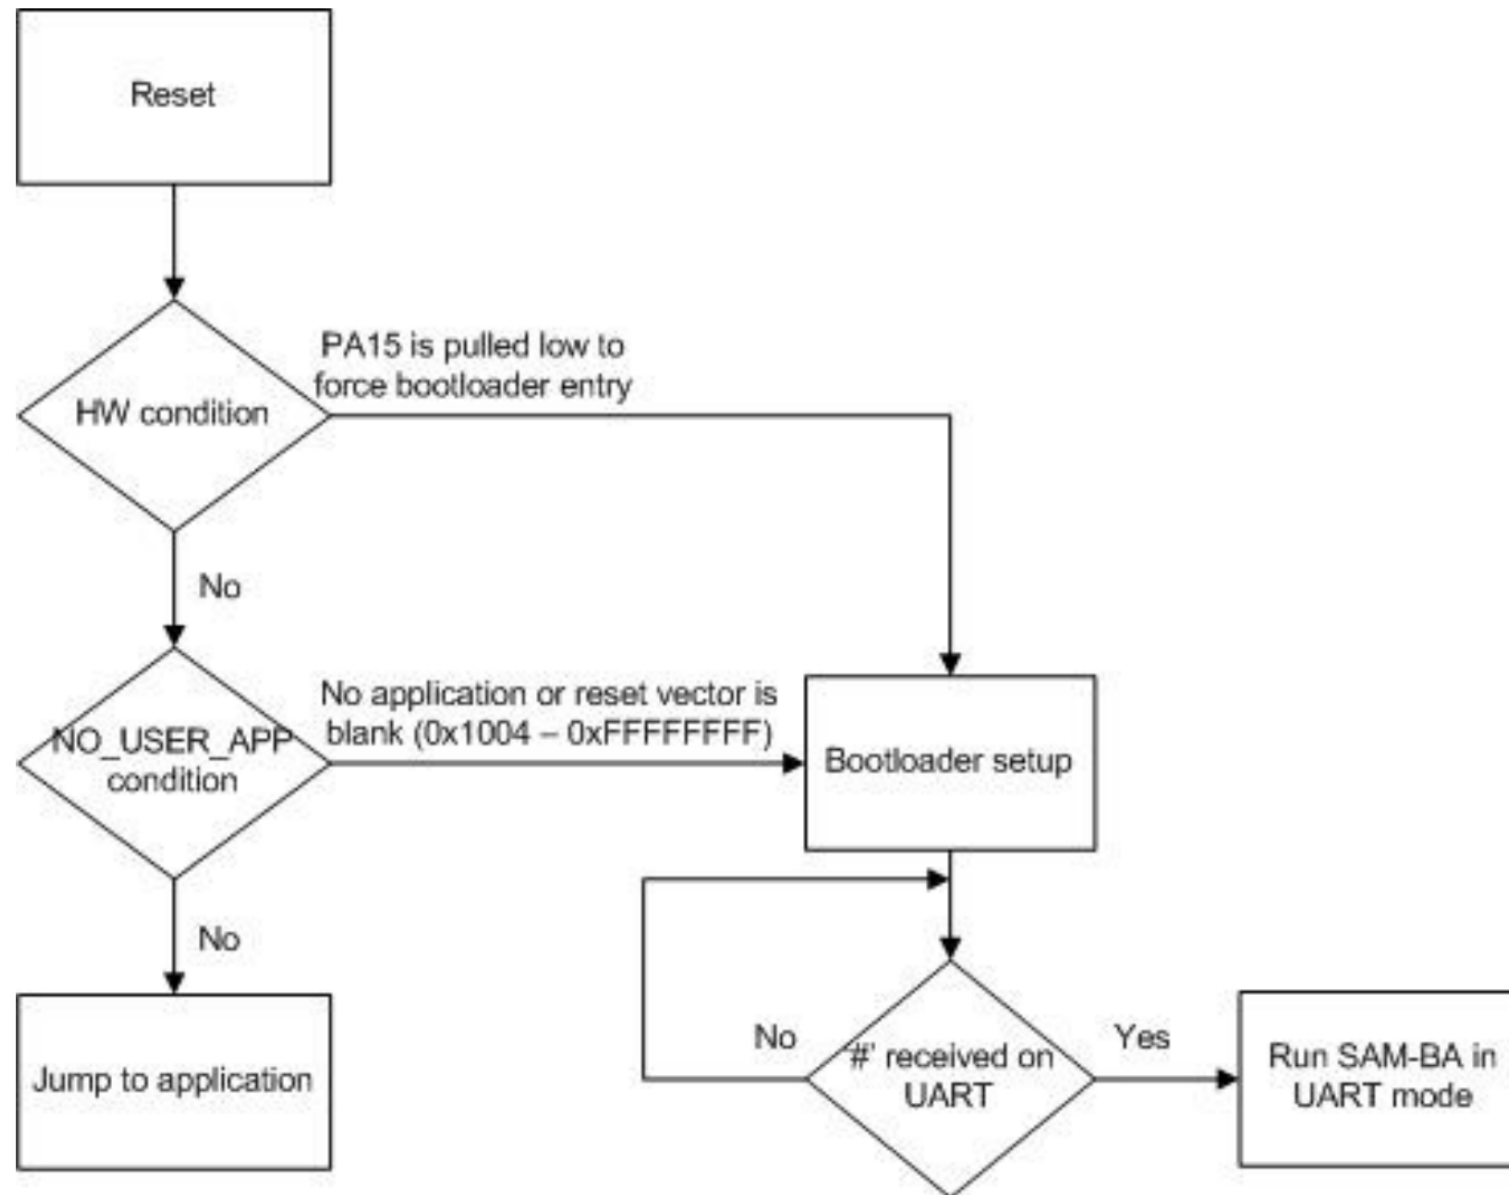 Reset
PA15 is pulled low to
force bootloader entry
HW condition
No
No application or reset vector is
blank (0x1004 – 0xFFFFFFFF)
NO_USER_APP
condition
Bootloader setup
No
Jump to application
No
'#' received on
UART
Yes
Run SAM-BA in
UART mode